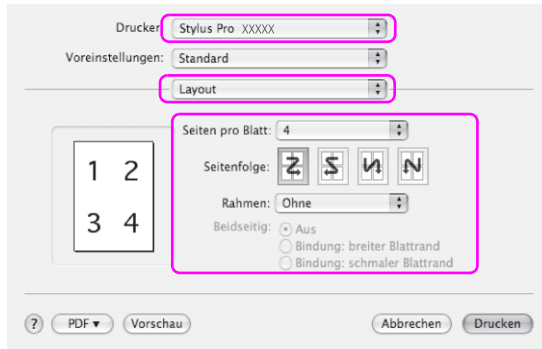 Drucker: Stylus Pro XXXXX
Voreinstellungen: Standard
Layout
Seiten pro Blatt: 4
1 2
3 4
Seitenfolge:
Rahmen: Ohne
Beidseitig: Aus
Bindung: breiter Blattrand
Bindung: schmaler Blattrand
? PDF▼ Vorschau Abbrechen Drucken